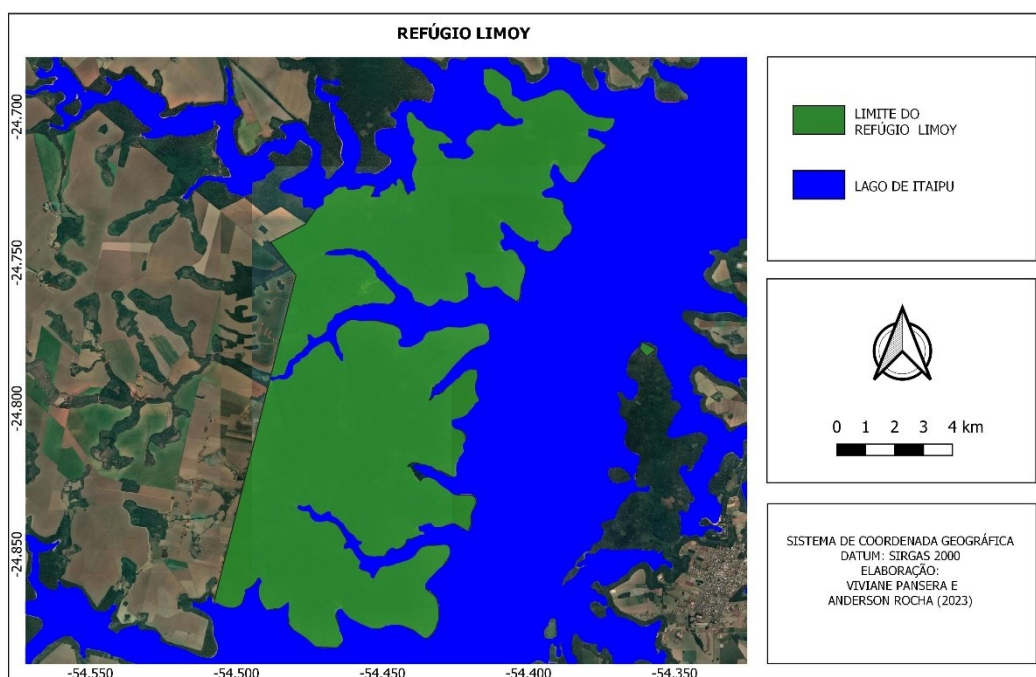 REFÚGIO LIMOY
-24.700
-24.750
-24.800
-24.850
-54.550
-54.500
-54.450
-54.400
-54.350
LIMITE DO
REFÚGIO LIMOY
LAGO DE ITAIPU
0 1 2 3 4 km
SISTEMA DE COORDENADA GEOGRÁFICA
DATUM: SIRGAS 2000
ELABORAÇÃO:
VIVIANE PANSERA E
ANDERSON ROCHA (2023)